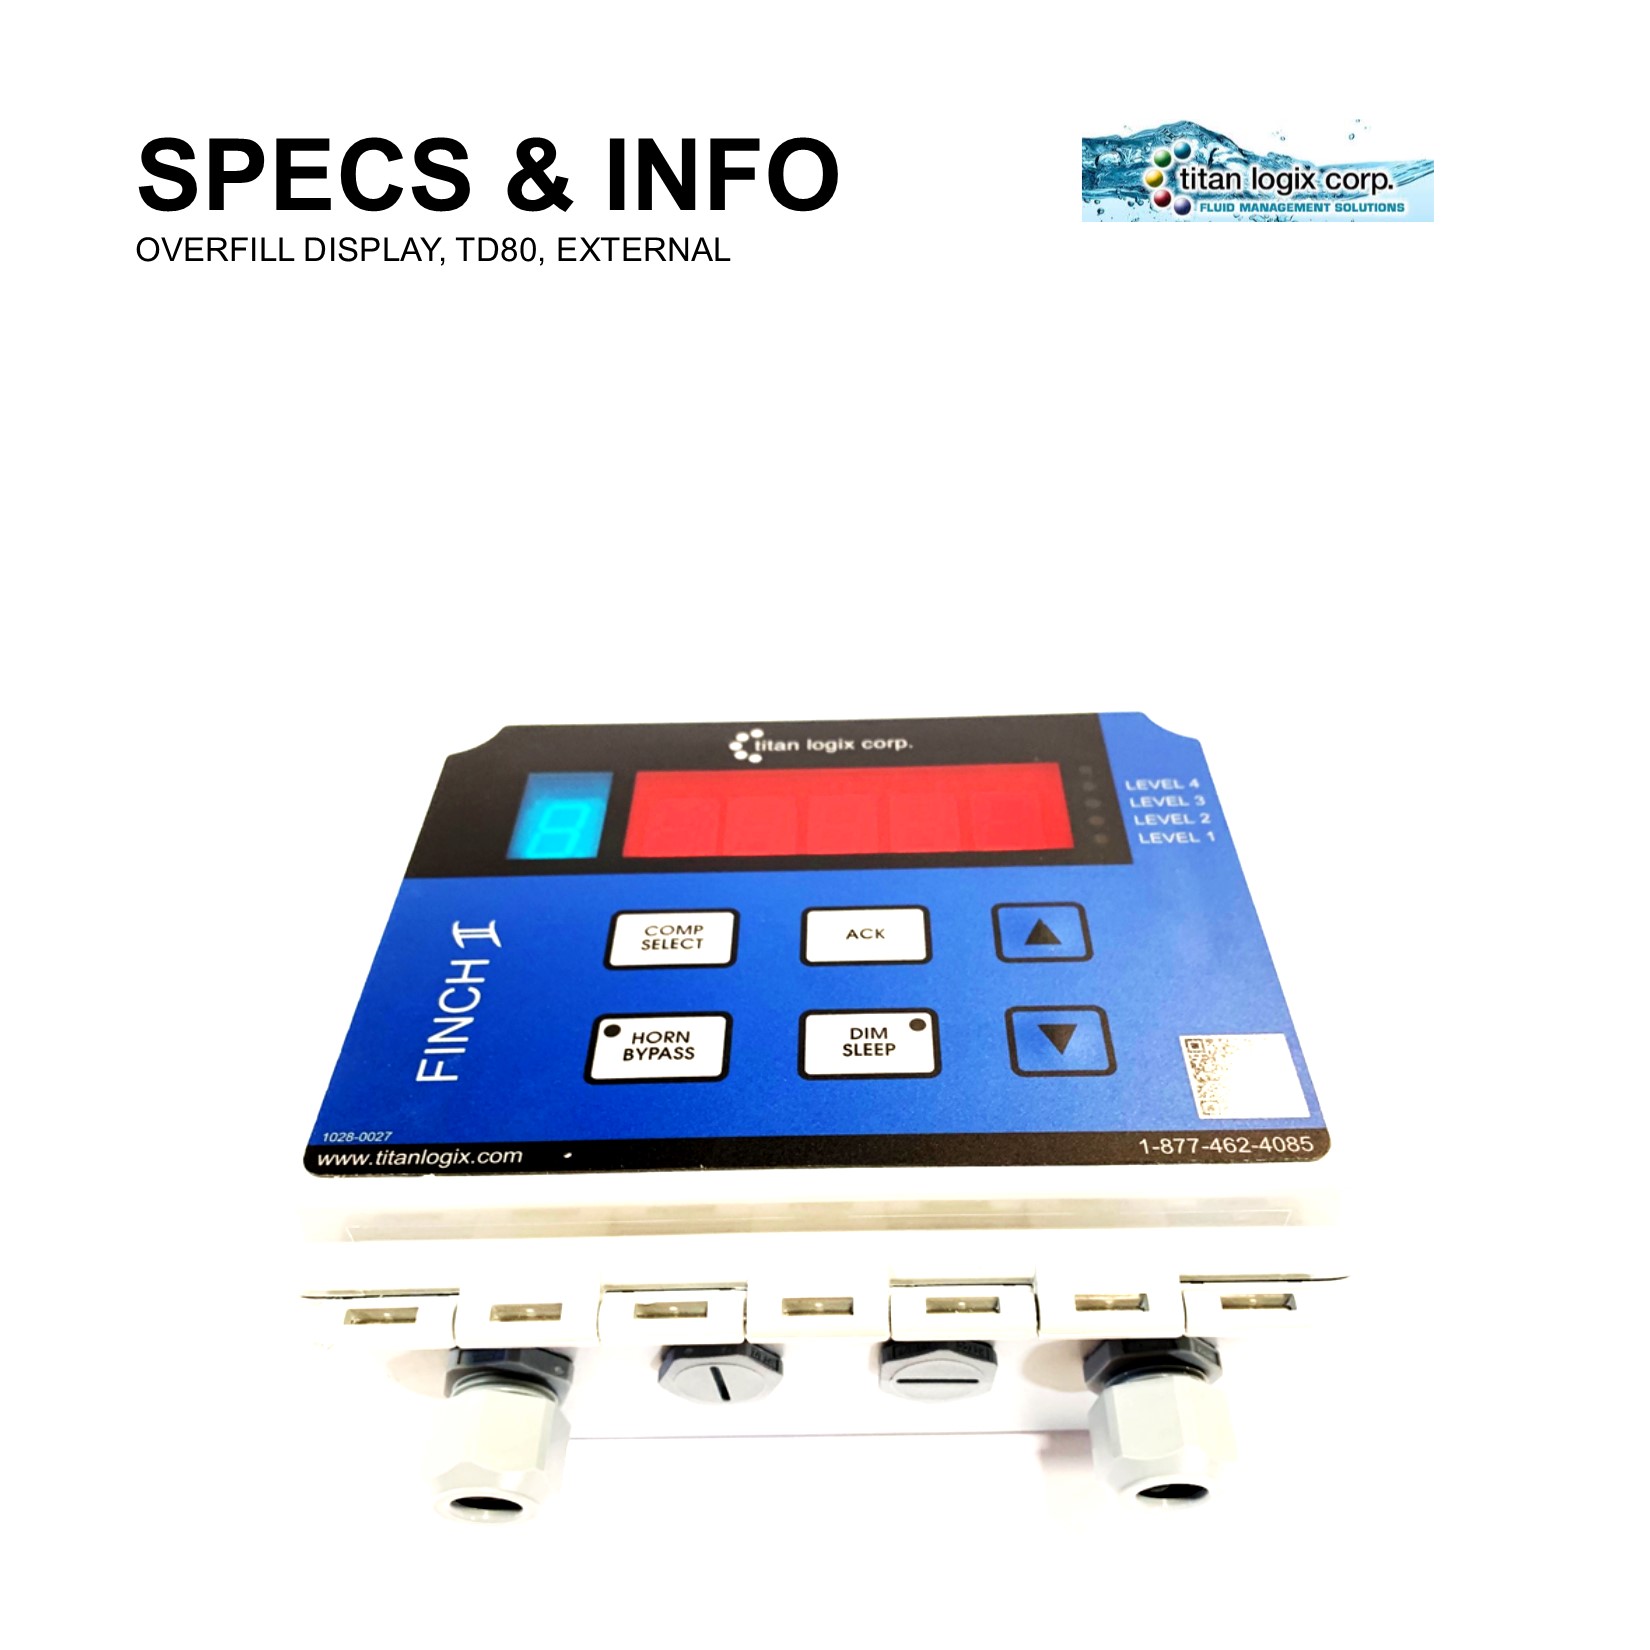 SPECS & INFO
OVERFILL DISPLAY, TD80, EXTERNAL
titan logix corp.
FLUID MANAGEMENT SOLUTIONS
titan logix corp.
8
LEVEL 4
LEVEL 3
LEVEL 2
LEVEL 1
COMP
SELECT
ACK
FINCH II
HORN
BYPASS
DIM
SLEEP
1028-0027
www.titanlogix.com
1-877-462-4085